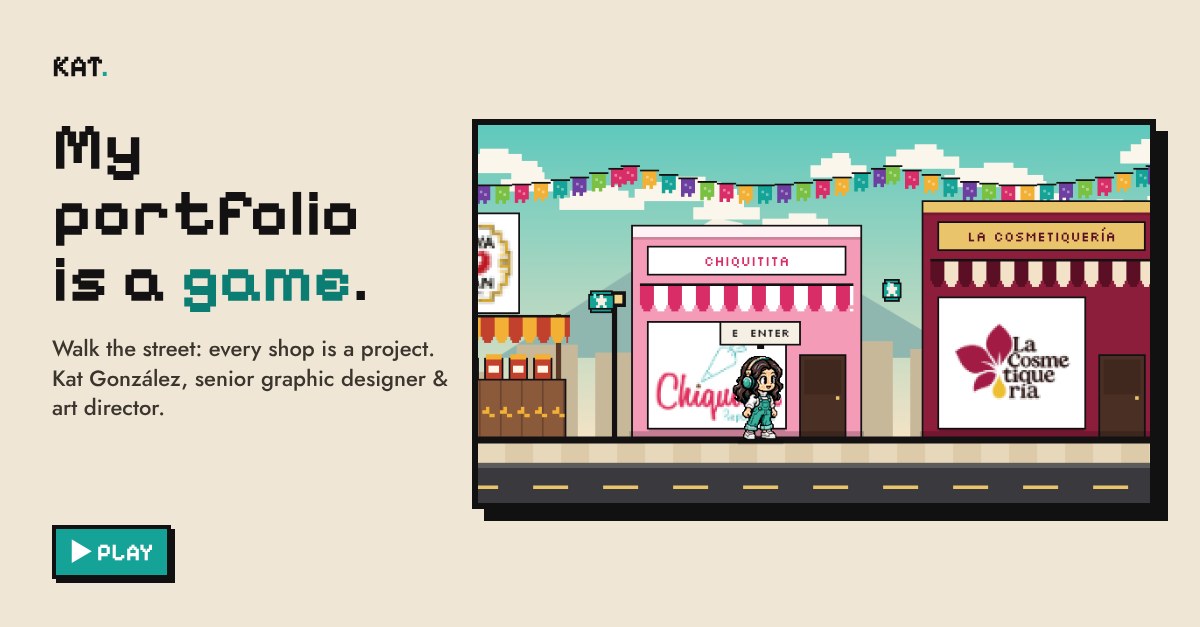 KAT.
My
portfolio
is a game.
Walk the street: every shop is a project.
Kat González, senior graphic designer &
art director.
PLAY
CHIQUITITA
E ENTER
LA COSMETIQUERÍA
La
Cosme
tique
ría